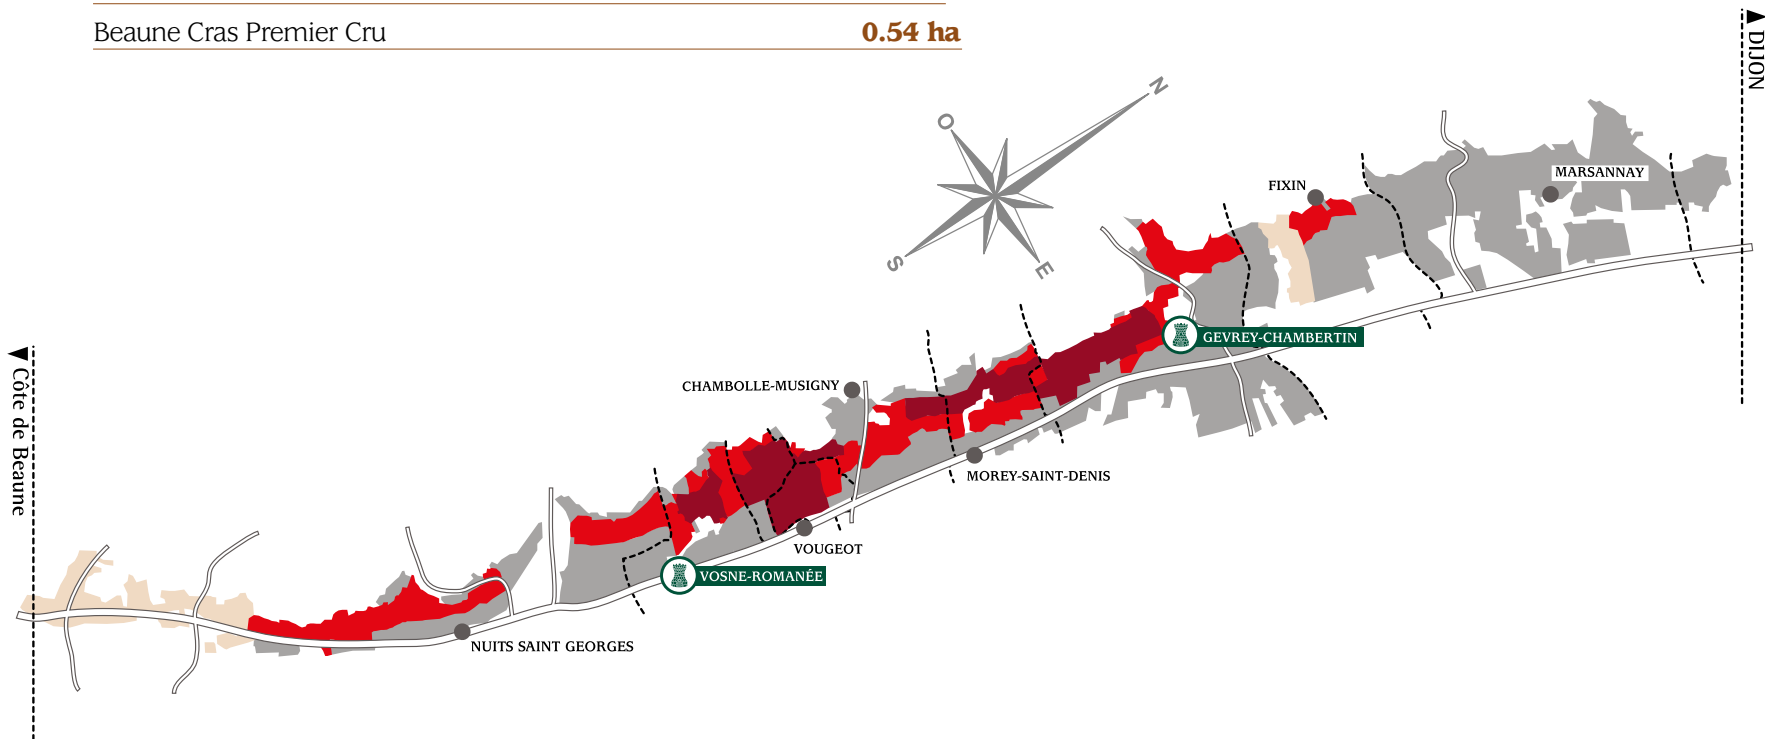 Beaune Cras Premier Cru 0.54 ha
DIJON
N
O
S
E
MARSANNAY
FIXIN
GEVREY-CHAMBERTIN
CHAMBOLLE-MUSIGNY
MOREY-SAINT-DENIS
VOUGEOT
VOSNE-ROMANÉE
NUITS SAINT GEORGES
Côte de Beaune